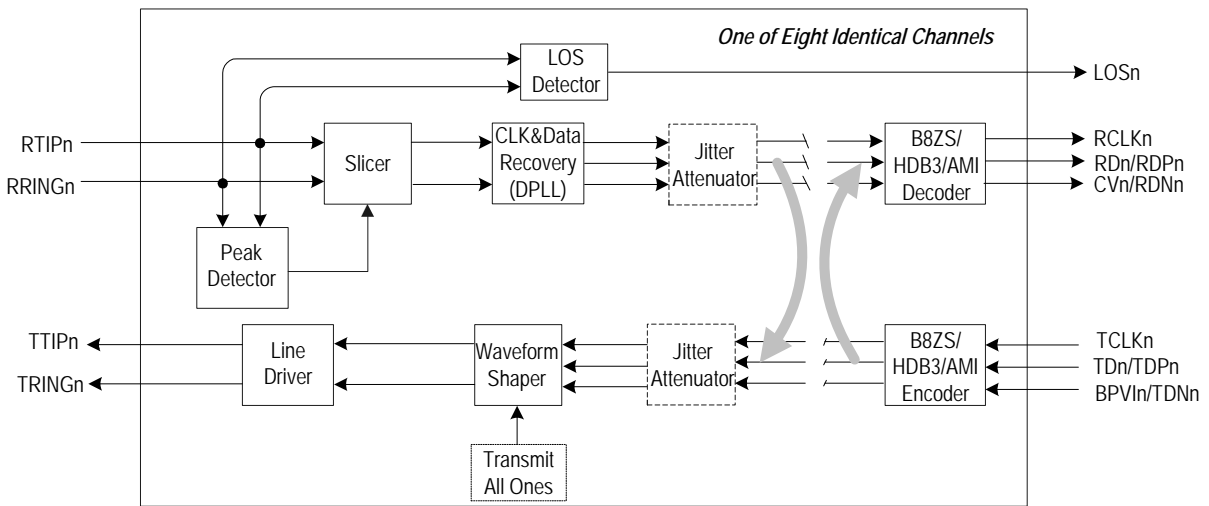 One of Eight Identical Channels
LOS
Detector
LOSn
RTIPn
RRINGn
Slicer
CLK&Data
Recovery
(DPLL)
Jitter
Attenuator
B8ZS/
HDB3/AMI
Decoder
RCLKn
RDn/RDPn
CVn/RDNn
Peak
Detector
TTIPn
TRINGn
Line
Driver
Waveform
Shaper
Jitter
Attenuator
B8ZS/
HDB3/AMI
Encoder
TCLKn
TDn/TDPn
BPVIn/TDNn
Transmit
All Ones